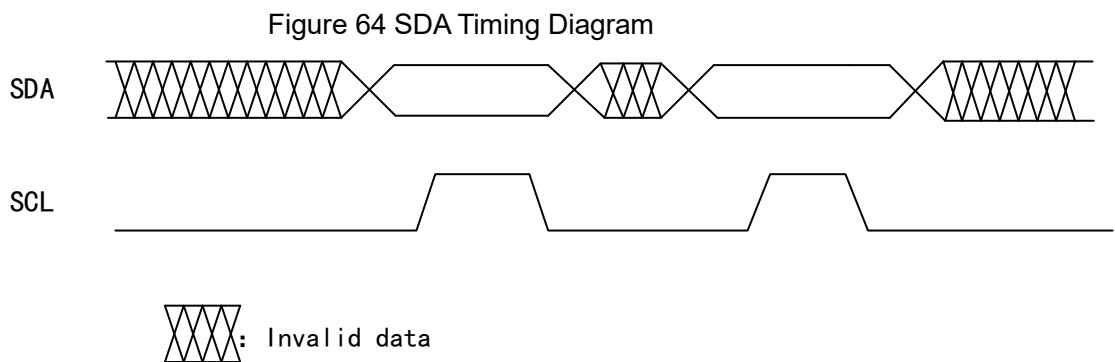 Figure 64 SDA Timing Diagram
SDA
SCL
: Invalid data